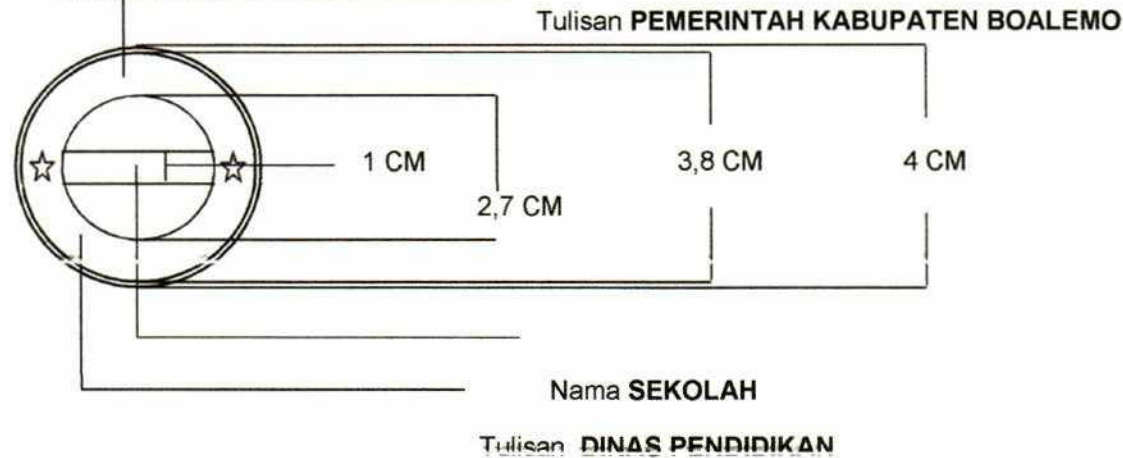 Tulisan PEMERINTAH KABUPATEN BOALEMO
1 CM
3,8 CM
4 CM
2,7 CM
Nama SEKOLAH
Tulisan DINAS PENDIDIKAN